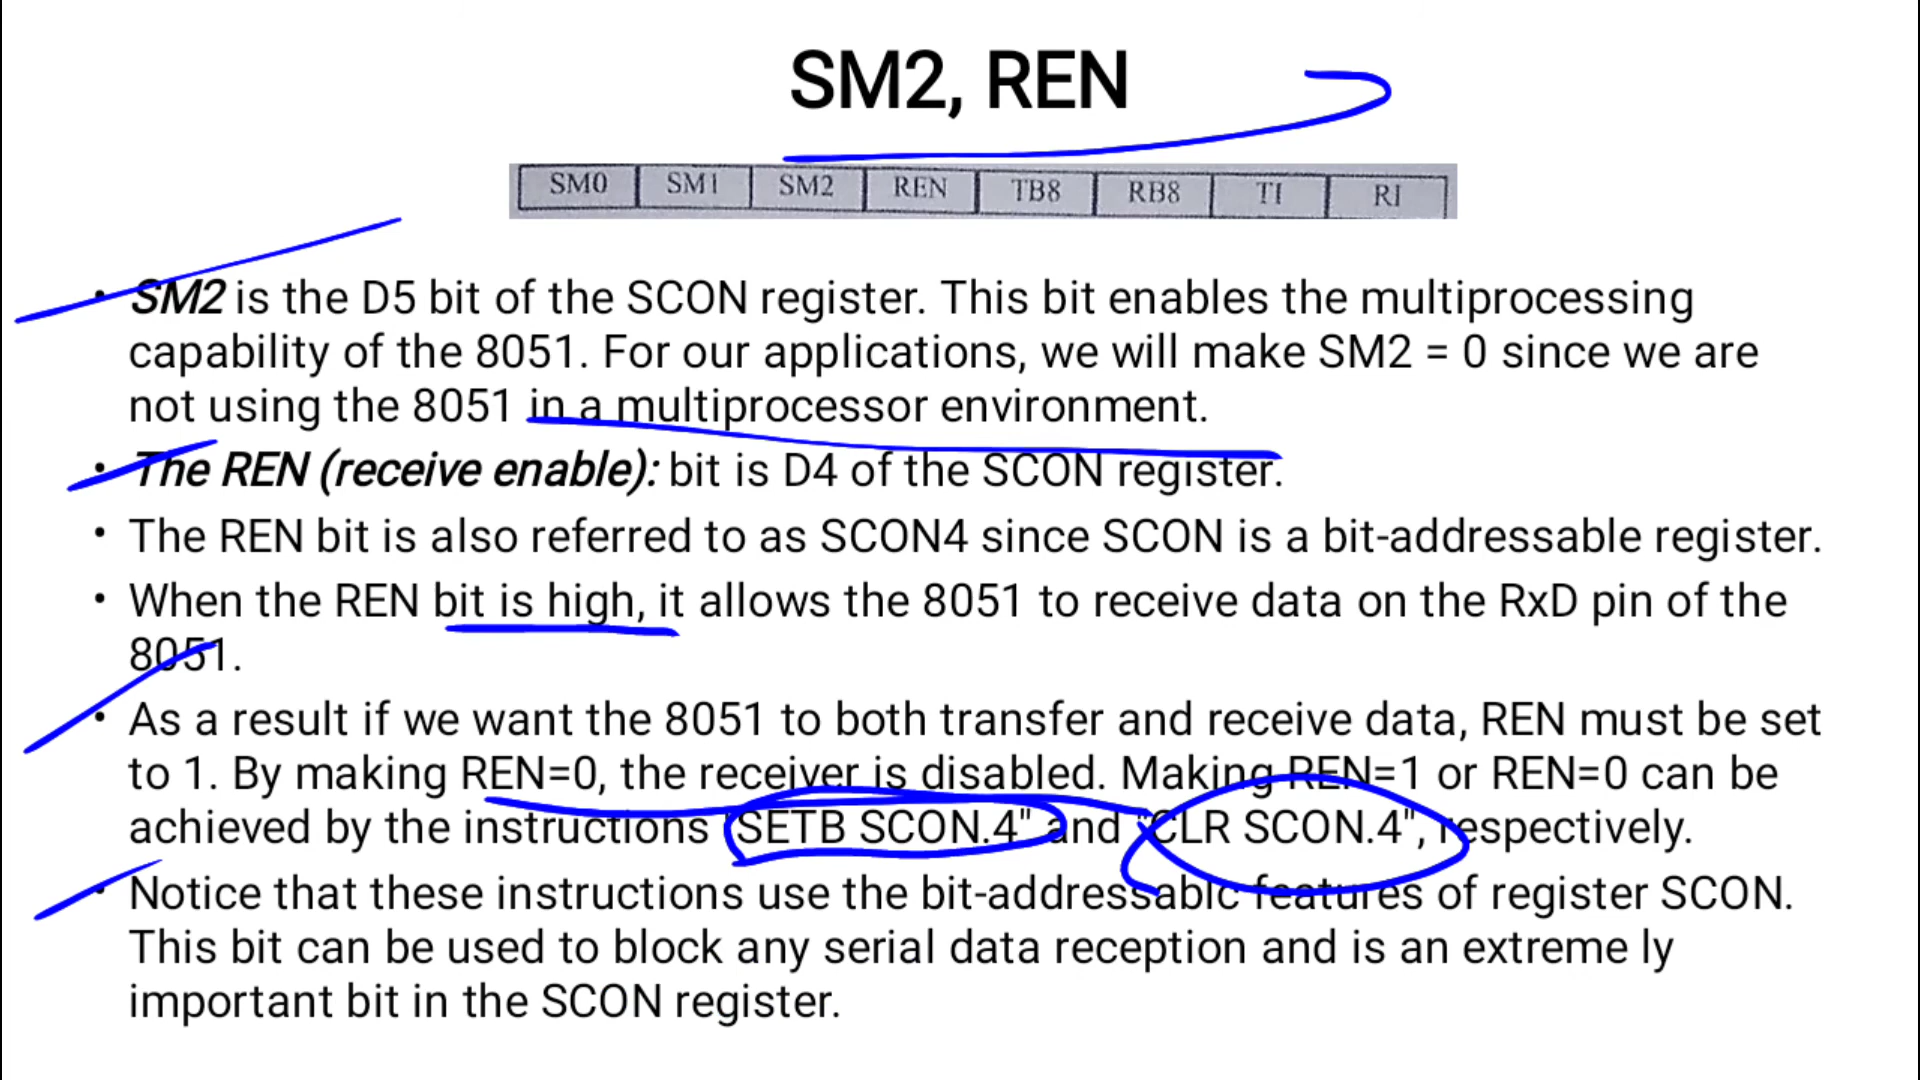 SM2, REN
SM0 SM1 SM2 REN TB8 RB8 TI RI
• SM2 is the D5 bit of the SCON register. This bit enables the multiprocessing
capability of the 8051. For our applications, we will make SM2 = 0 since we are
not using the 8051 in a multiprocessor environment.
• The REN (receive enable): bit is D4 of the SCON register.
• The REN bit is also referred to as SCON4 since SCON is a bit-addressable register.
• When the REN bit is high, it allows the 8051 to receive data on the RxD pin of the
8051.
• As a result if we want the 8051 to both transfer and receive data, REN must be set
to 1. By making REN=0, the receiver is disabled. Making REN=1 or REN=0 can be
achieved by the instructions "SETB SCON.4" and "CLR SCON.4", respectively.
• Notice that these instructions use the bit-addressable features of register SCON.
This bit can be used to block any serial data reception and is an extreme ly
important bit in the SCON register.